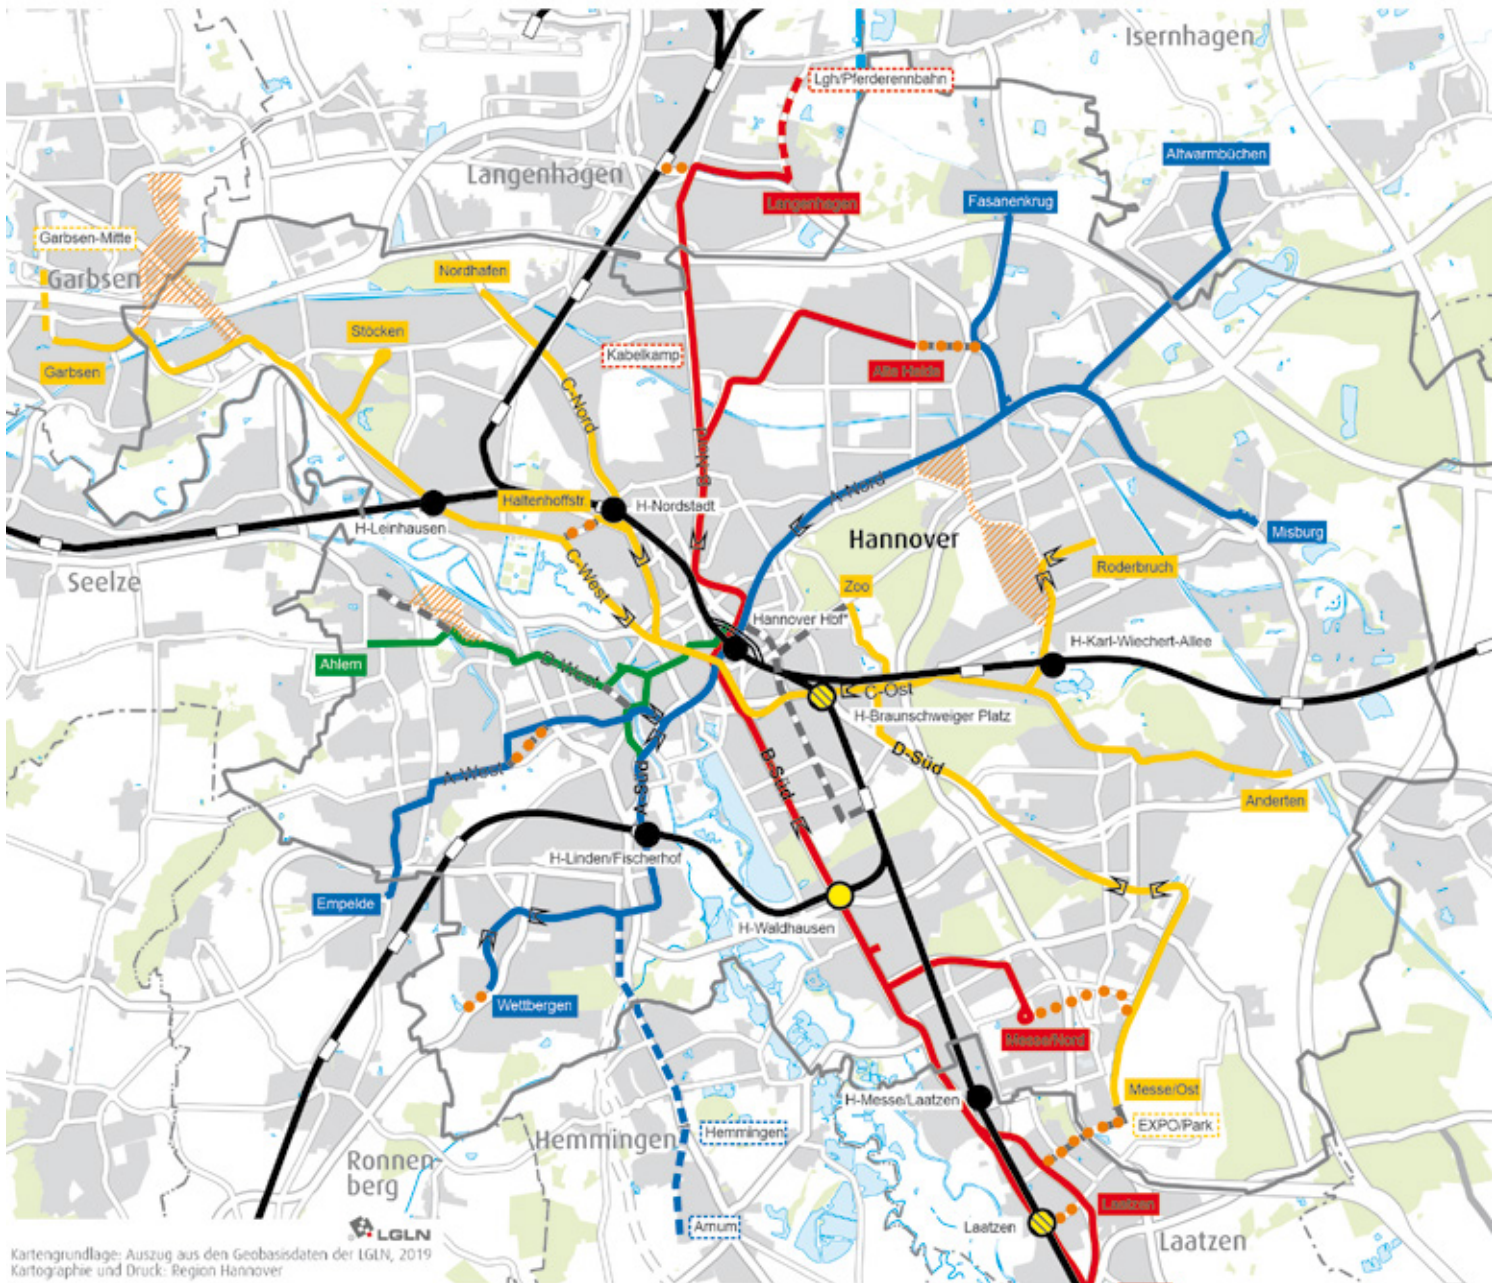 Isernhagen
Lgh/Pferderennbahn
Altwarmbüchen
Langenhagen
Langenhagen
Fasanenkrug
Garbsen-Mitte
Garbsen
Nordhafen
Stöcken
Kabelkamp
Garbsen
Alte Heide
C-Nord
B-Nord
A-Nord
Haltenhoffstr.
H-Nordstadt
H-Leinhausen
Hannover
Misburg
Roderbruch
Seelze
C-West
Zoo
Hannover Hbf*
H-Karl-Wiechert-Allee
Ahlem
D-West
C-Ost
H-Braunschweiger Platz
A-West
A-Süd
B-Süd
D-Süd
Anderten
H-Linden/Fischerhof
Empelde
H-Waldhausen
Wettbergen
Messe/Nord
Messe/Ost
H-Messe/Laatzen
EXPO/Park
Hemmingen
Hemmingen
Ronnen-
berg
Laatzen
Laatzen
Arnum
Laatzen
LGLN
Kartengrundlage: Auszug aus den Geobasisdaten der LGLN, 2019
Kartographie und Druck: Region Hannover